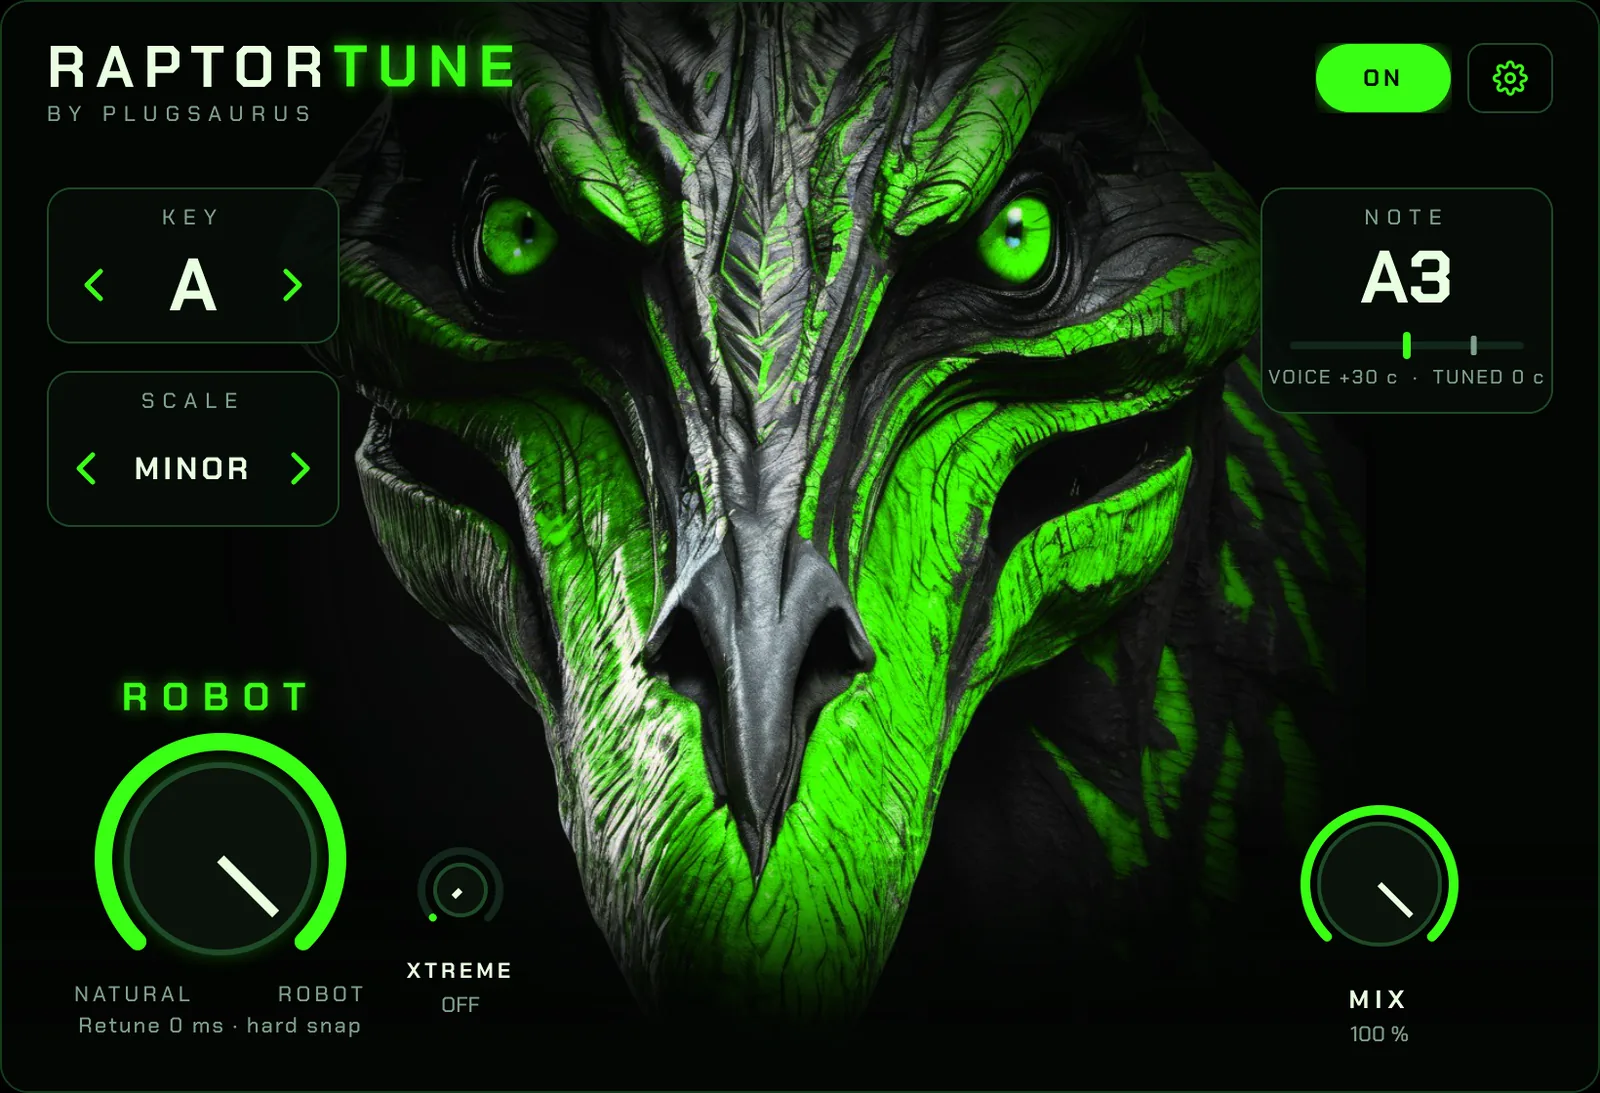 RAPTORTUNE
BY PLUGSAURUS
ON
KEY
A
NOTE
A3
VOICE +30 c · TUNED 0 c
SCALE
MINOR
ROBOT
NATURAL ROBOT
Retune 0 ms · hard snap
XTREME
OFF
MIX
100 %